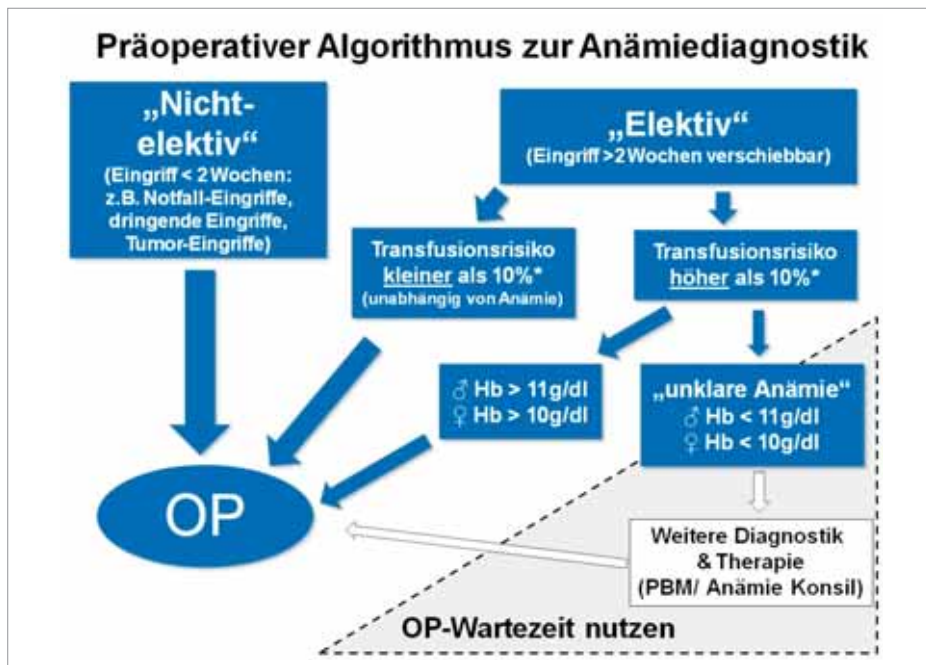 Präoperativer Algorithmus zur Anämiediagnostik
„Nicht-
elektiv“
(Eingriff < 2 Wochen:
z.B. Notfall-Eingriffe,
dringende Eingriffe,
Tumor-Eingriffe)
„Elektiv“
(Eingriff >2 Wochen verschiebbar)
Transfusionsrisiko
kleiner als 10%*
(unabhängig von Anämie)
Transfusionsrisiko
höher als 10%*
♂ Hb > 11g/dl
♀ Hb > 10g/dl
„unklare Anämie“
♂ Hb < 11g/dl
♀ Hb < 10g/dl
OP
Weitere Diagnostik
& Therapie
(PBM/ Anämie Konsil)
OP-Wartezeit nutzen